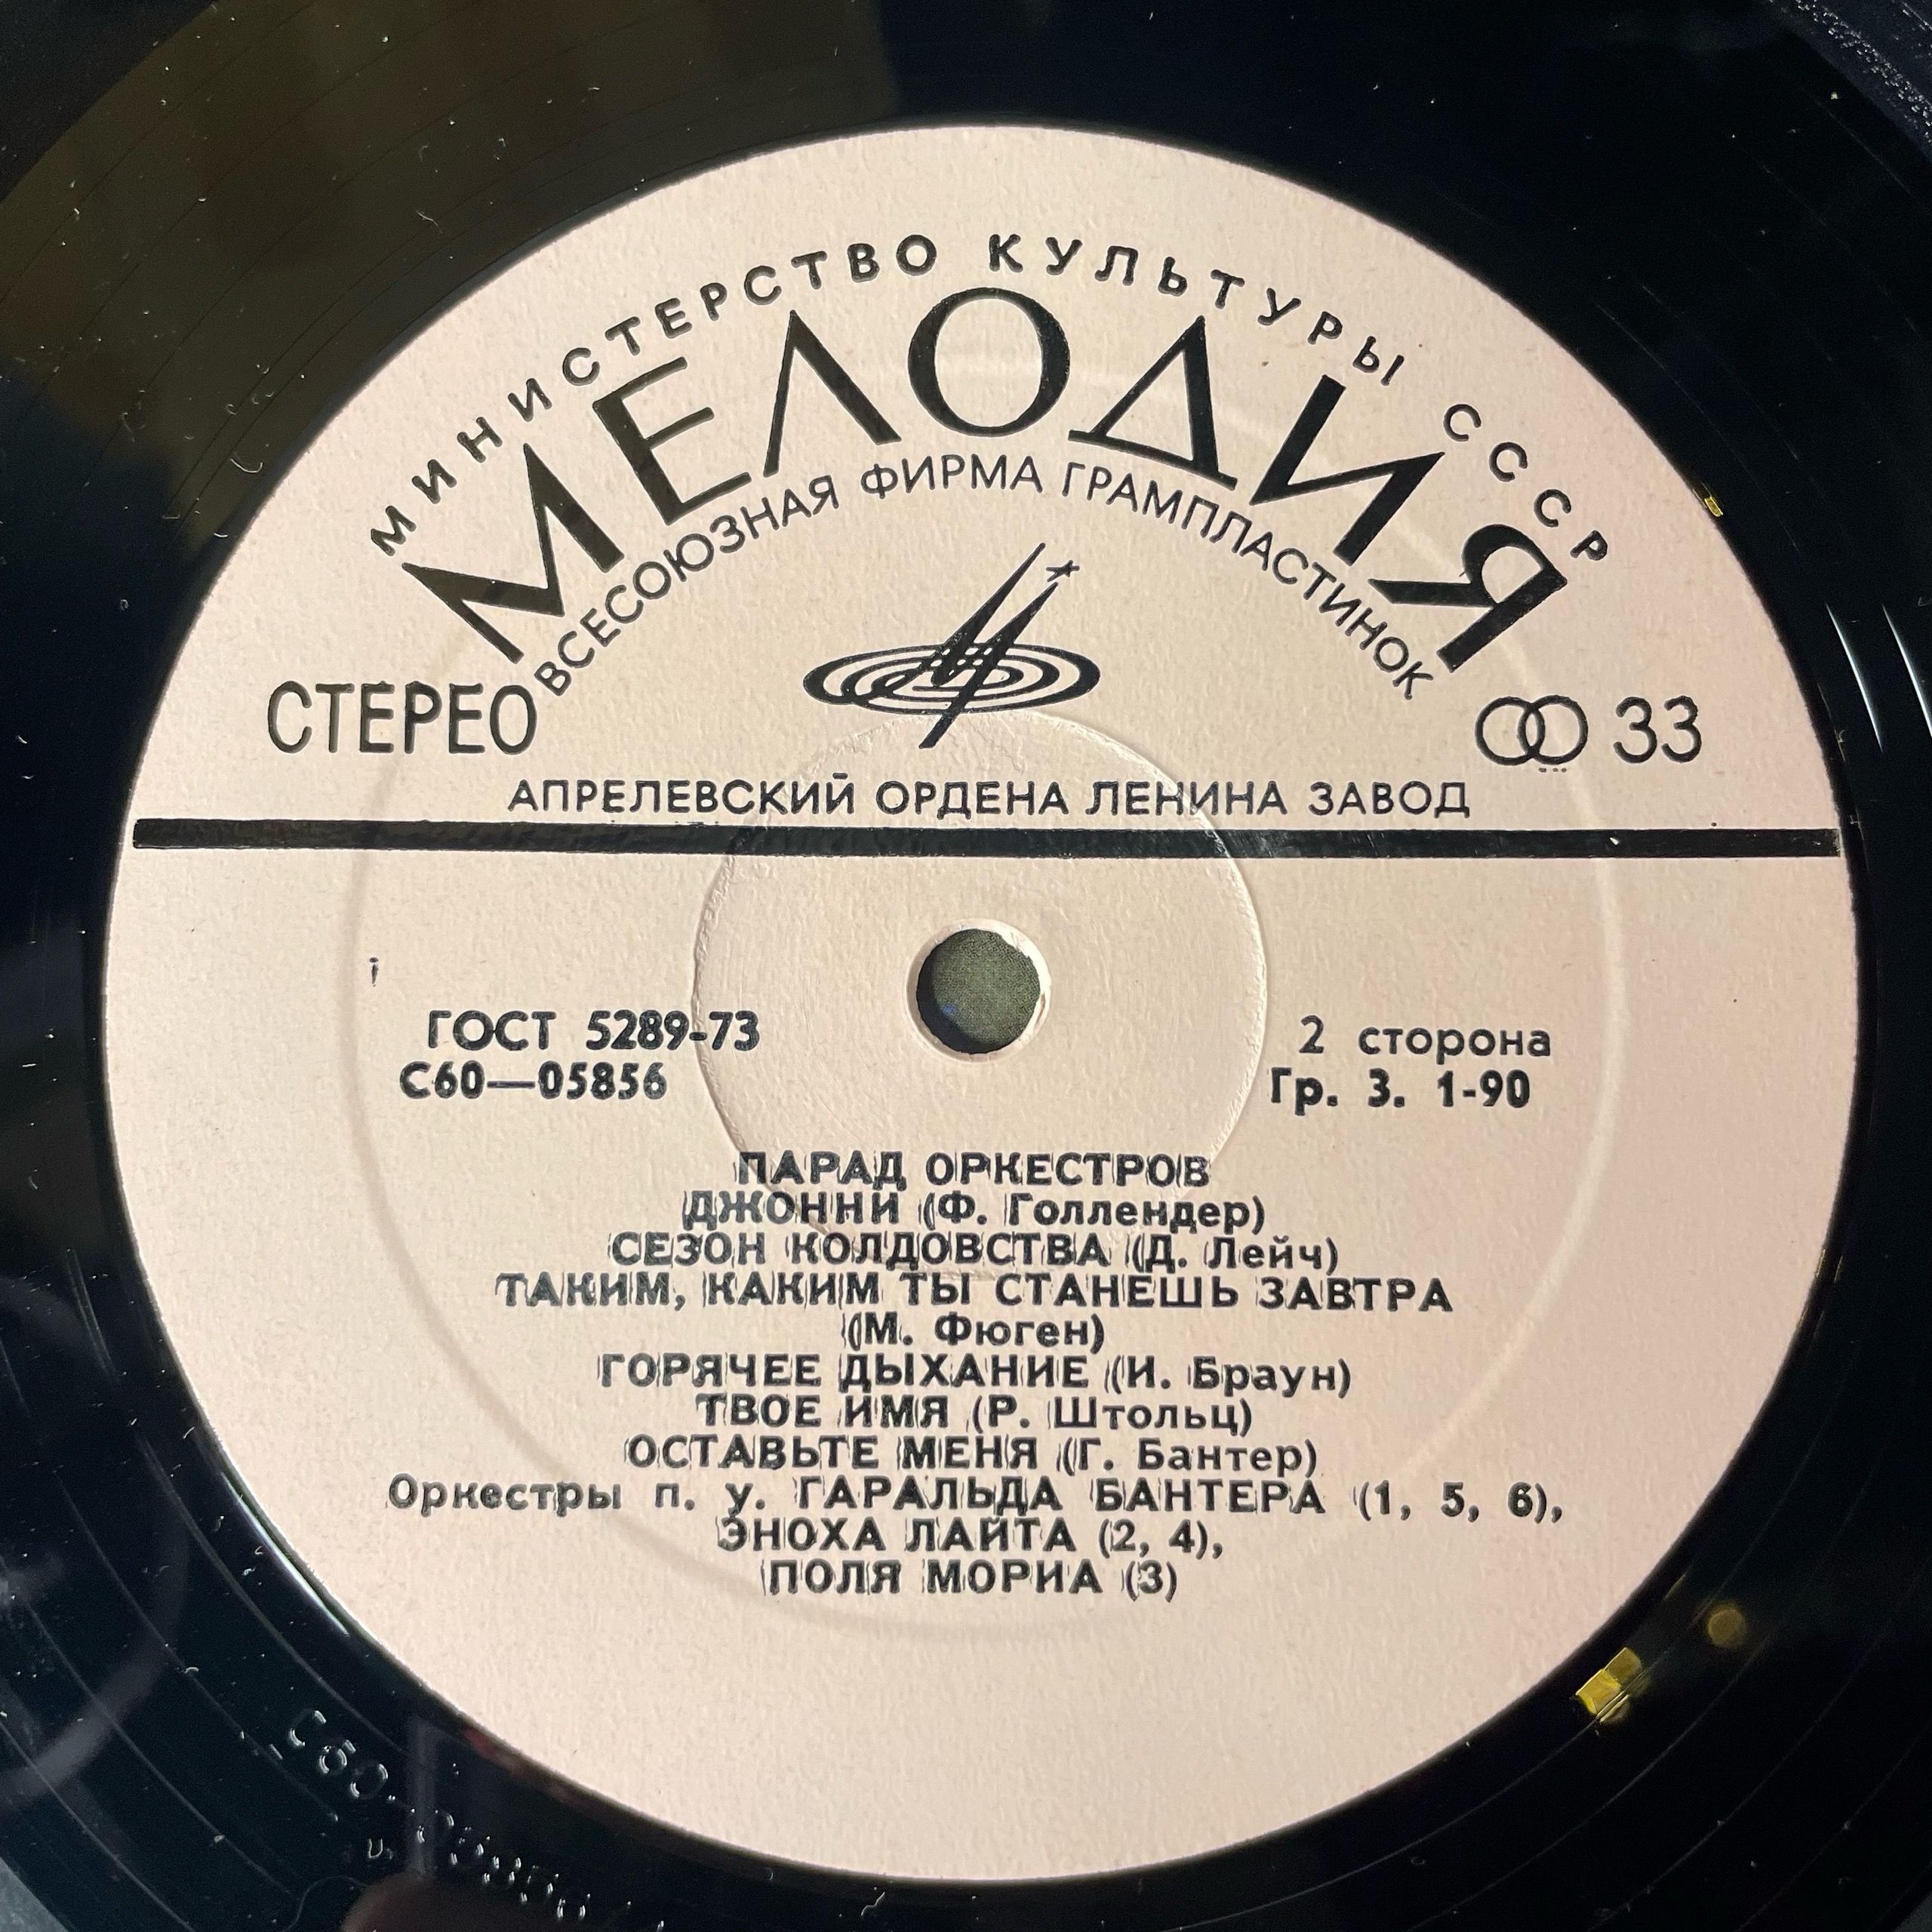 МИНИСТЕРСТВО КУЛЬТУРЫ СССР
МЕЛОДИЯ
ВСЕСОЮЗНАЯ ФИРМА ГРАМПЛАСТИНОК
СТЕРЕО
33
АПРЕЛЕВСКИЙ ОРДЕНА ЛЕНИНА ЗАВОД
ГОСТ 5289-73
С60—05856
2 сторона
Гр. 3. 1-90
ПАРАД ОРКЕСТРОВ
ДЖОННИ (Ф. Голлендер)
СЕЗОН КОЛДОВСТВА (Д. Лейч)
ТАКИМ, КАКИМ ТЫ СТАНЕШЬ ЗАВТРА
(М. Фюген)
ГОРЯЧЕЕ ДЫХАНИЕ (И. Браун)
ТВОЕ ИМЯ (Р. Штольц)
ОСТАВЬТЕ МЕНЯ (Г. Бантер)
Оркестры п. у. ГАРАЛЬДА БАНТЕРА (1, 5, 6),
ЭНОХА ЛАЙТА (2, 4),
ПОЛЯ МОРИА (3)